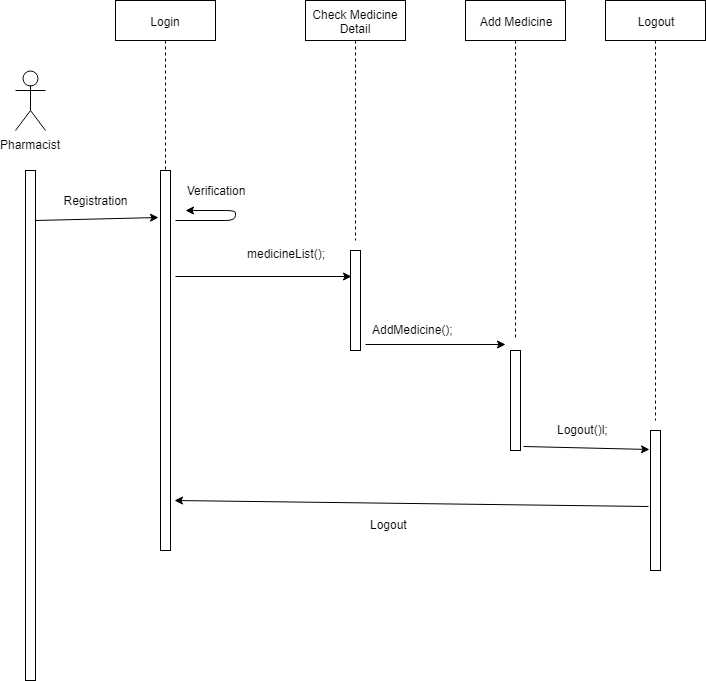 Login
Check Medicine
Detail
Add Medicine
Logout
Pharmacist
Registration
Verification
medicineList();
AddMedicine();
Logout()l;
Logout